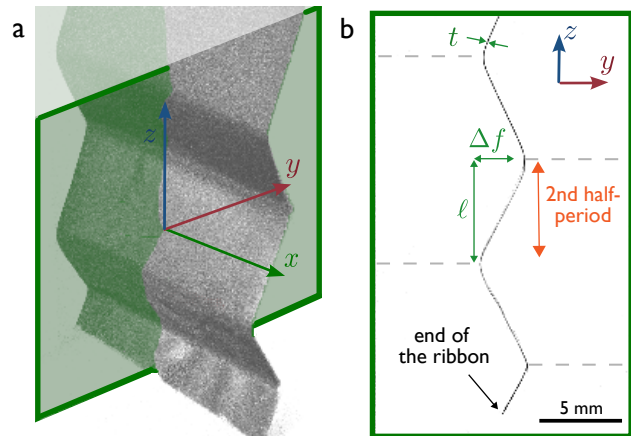 a
z
y
x
b
t
z
y
Δf
ℓ
2nd half-
period
end of
the ribbon
5 mm